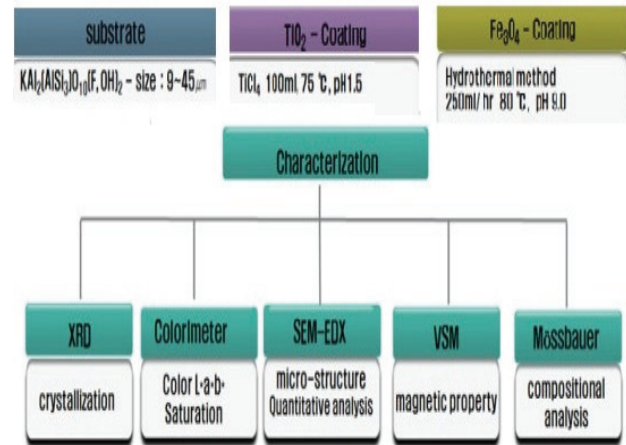 substrate
KAl₂(AlSi₃)O₁₀(F,OH)₂ - size : 9~45㎛
TiO₂ - Coating
TiCl₄ 100ml, 75 ℃, pH1.5
Fe₃O₄ - Coating
Hydrothermal method
250ml/ hr 80 ℃, pH 9.0
Characterization
XRD
crystallization
Colorimeter
Color L*a*b*
Saturation
SEM-EDX
micro-structure
Quantitative analysis
VSM
magnetic property
Mössbauer
compositional
analysis